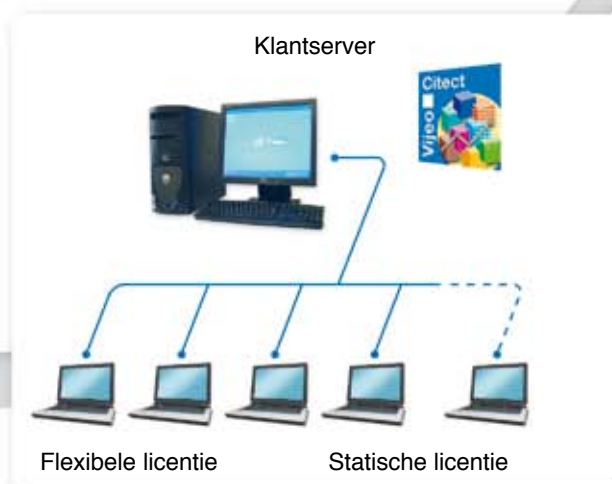 Klantserver
Citect
Vijeo
Flexibele licentie
Statische licentie